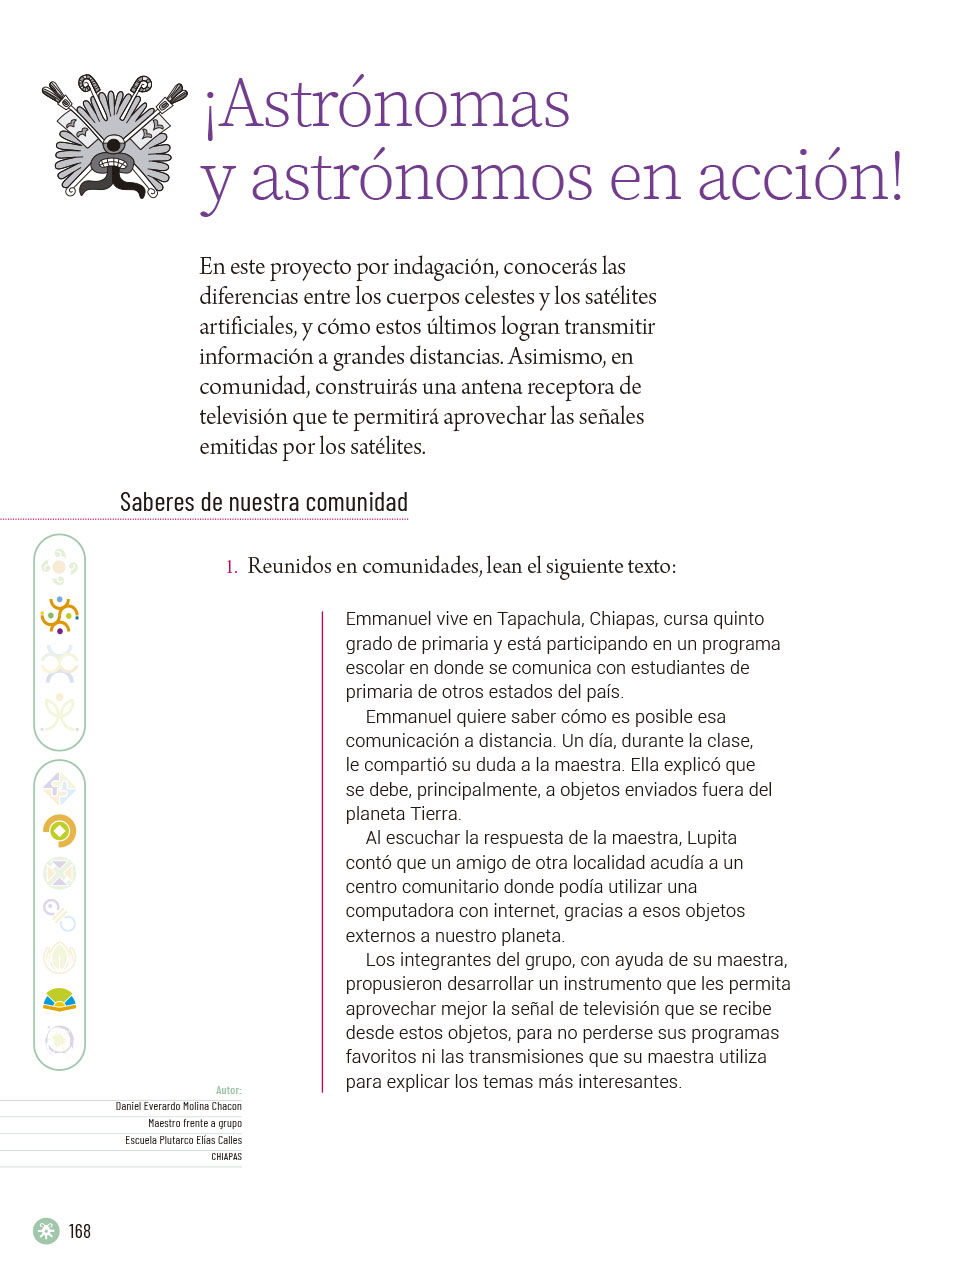 ¡Astrónomas
y astrónomos en acción!
En este proyecto por indagación, conocerás las
diferencias entre los cuerpos celestes y los satélites
artificiales, y cómo estos últimos logran transmitir
información a grandes distancias. Asimismo, en
comunidad, construirás una antena receptora de
televisión que te permitirá aprovechar las señales
emitidas por los satélites.
Saberes de nuestra comunidad
1. Reunidos en comunidades, lean el siguiente texto:
Emmanuel vive en Tapachula, Chiapas, cursa quinto
grado de primaria y está participando en un programa
escolar en donde se comunica con estudiantes de
primaria de otros estados del país.
Emmanuel quiere saber cómo es posible esa
comunicación a distancia. Un día, durante la clase,
le compartió su duda a la maestra. Ella explicó que
se debe, principalmente, a objetos enviados fuera del
planeta Tierra.
Al escuchar la respuesta de la maestra, Lupita
contó que un amigo de otra localidad acudía a un
centro comunitario donde podía utilizar una
computadora con internet, gracias a esos objetos
externos a nuestro planeta.
Los integrantes del grupo, con ayuda de su maestra,
propusieron desarrollar un instrumento que les permita
aprovechar mejor la señal de televisión que se recibe
desde estos objetos, para no perderse sus programas
favoritos ni las transmisiones que su maestra utiliza
para explicar los temas más interesantes.
Autor:
Daniel Everardo Molina Chacon
Maestro frente a grupo
Escuela Plutarco Elías Calles
CHIAPAS
168